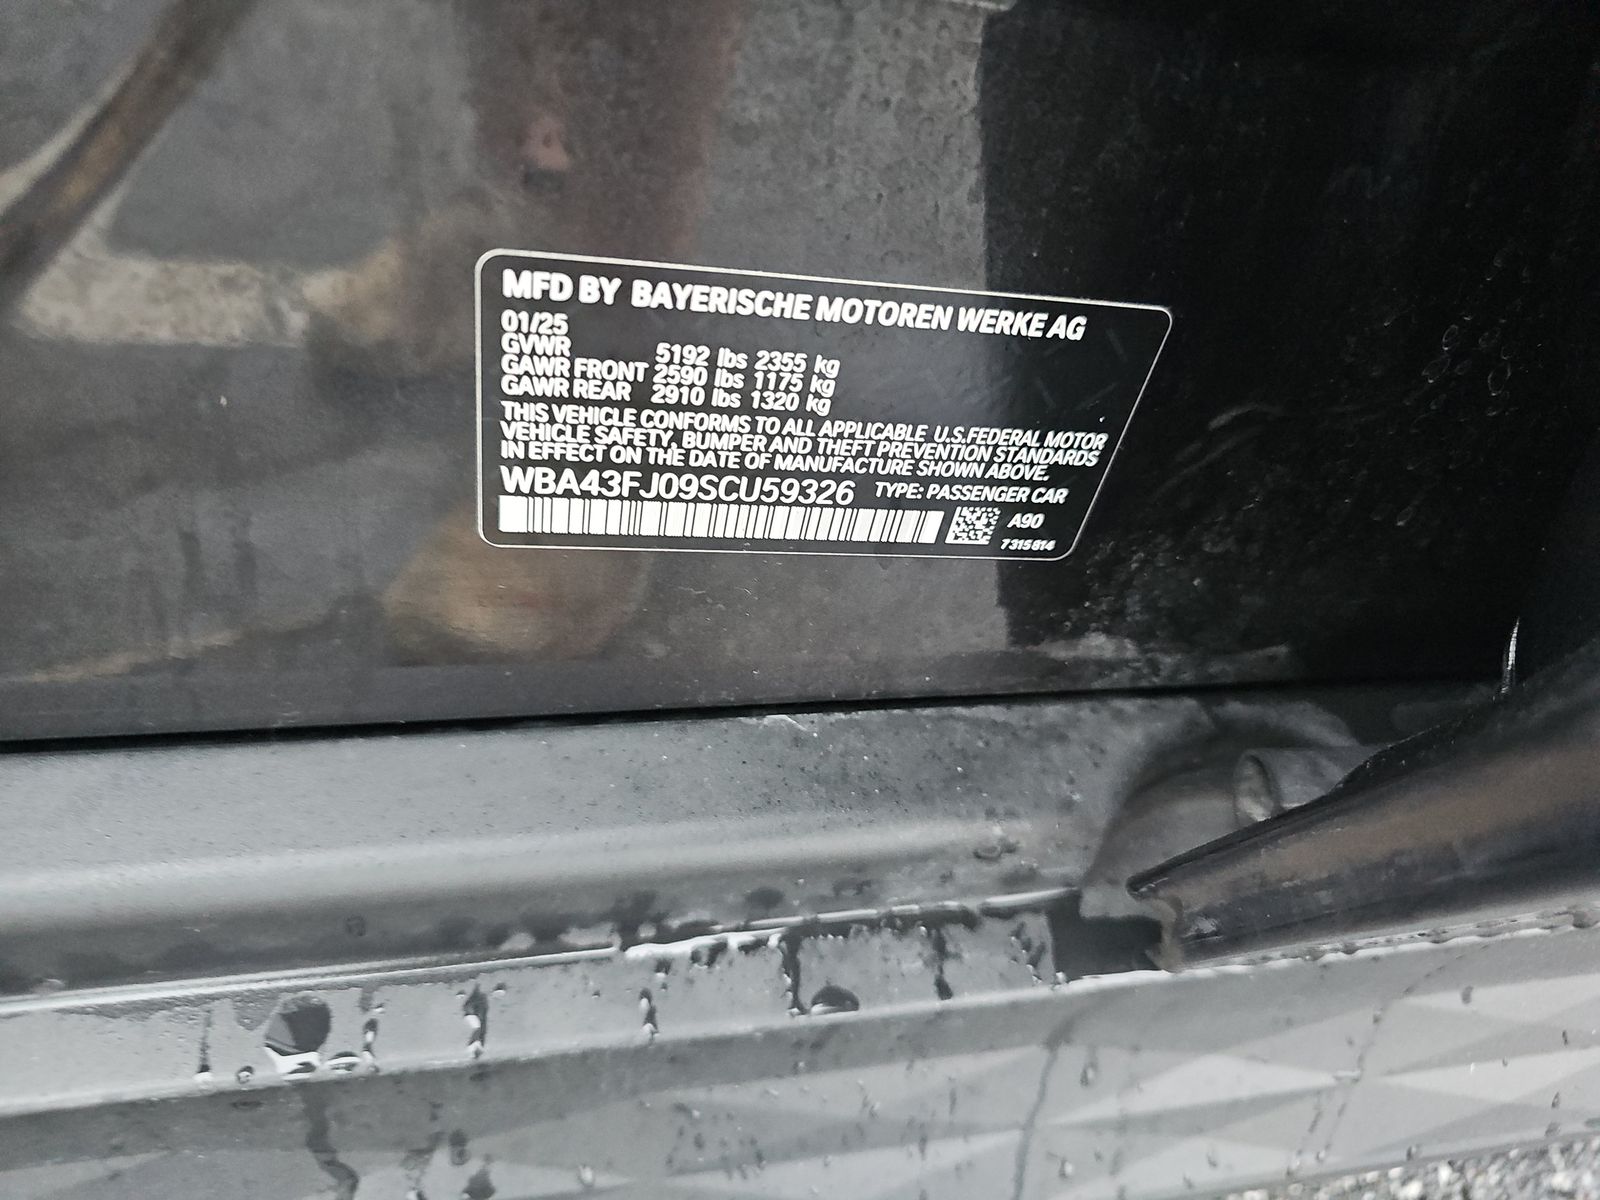 MFD BY BAYERISCHE MOTOREN WERKE AG
01/25
GVWR 5192 lbs 2355 kg
GAWR FRONT 2590 lbs 1175 kg
GAWR REAR 2910 lbs 1320 kg
THIS VEHICLE CONFORMS TO ALL APPLICABLE U.S.FEDERAL MOTOR
VEHICLE SAFETY, BUMPER AND THEFT PREVENTION STANDARDS
IN EFFECT ON THE DATE OF MANUFACTURE SHOWN ABOVE.
WBA43FJ09SCU59326 TYPE: PASSENGER CAR
A90
7315814